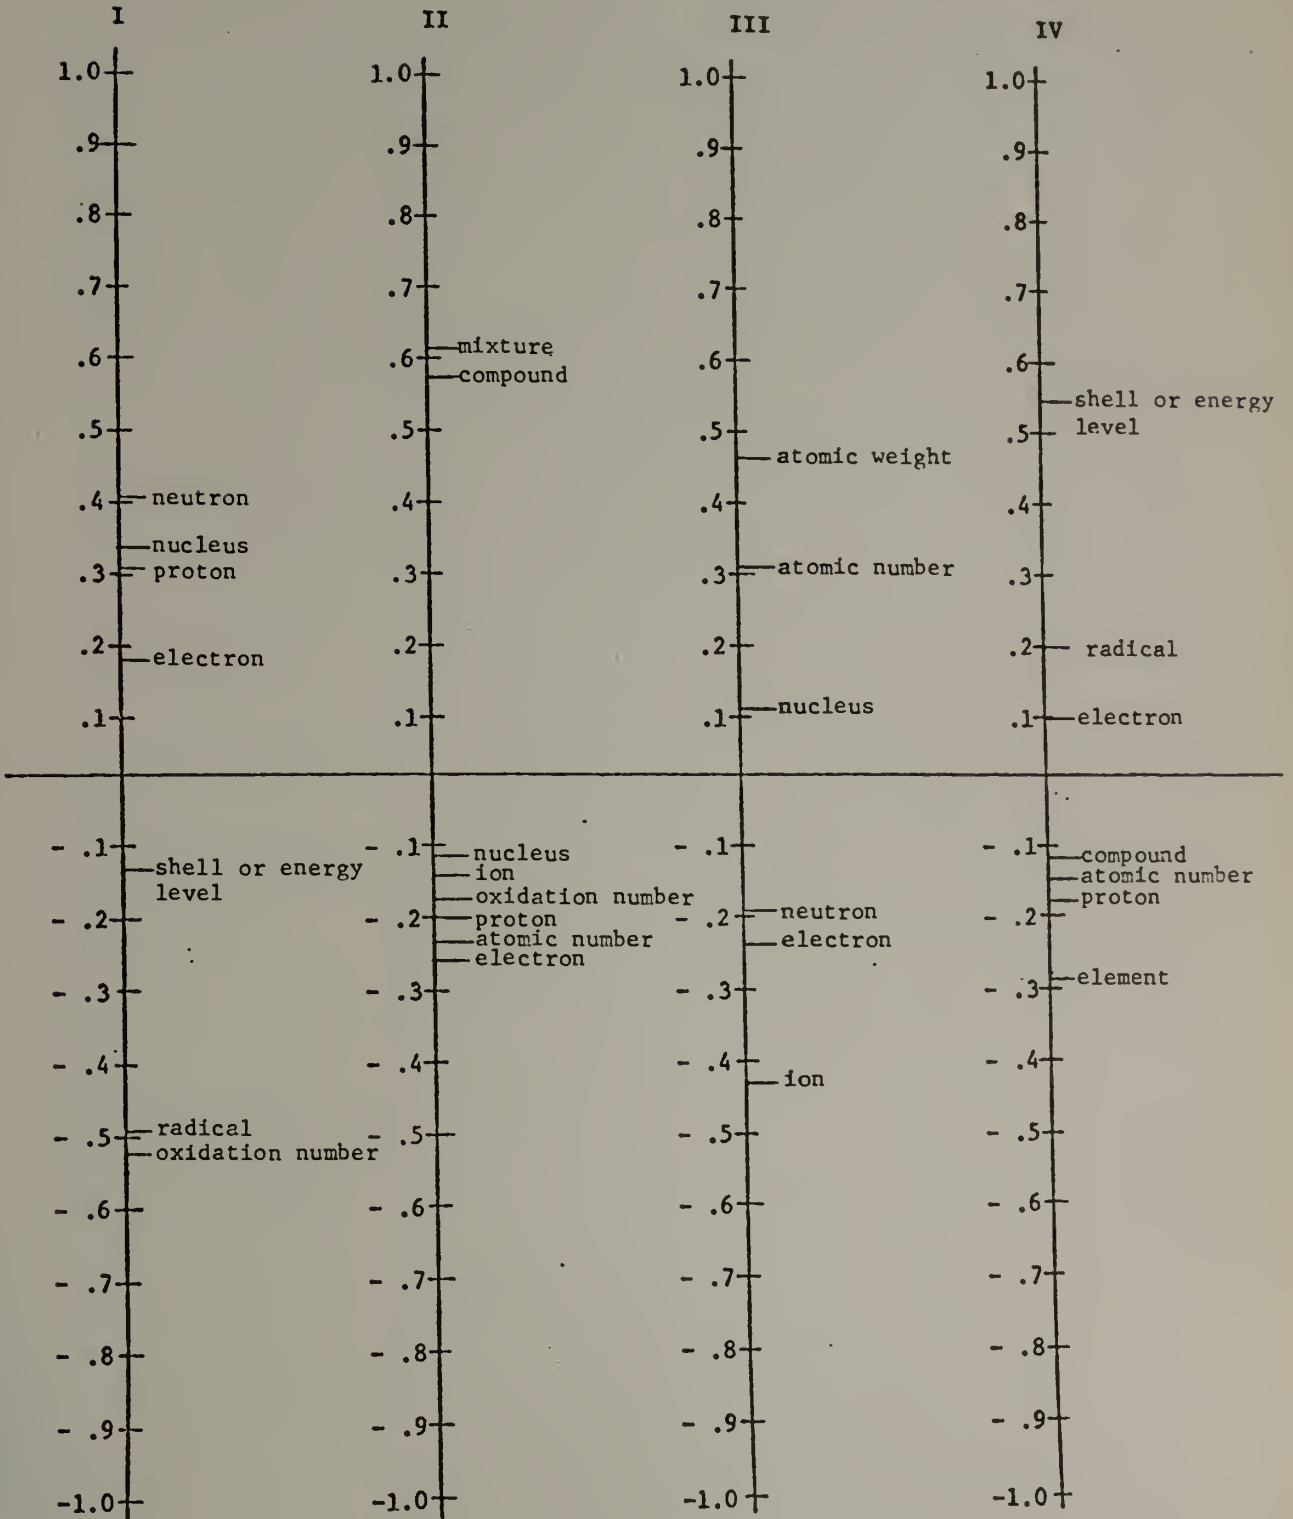 I
1.0
.9
.8
.7
.6
.5
.4 neutron
nucleus
.3 proton
.2
electron
.1
- .1
shell or energy
level
- .2
- .3
- .4
radical
- .5
oxidation number
- .6
- .7
- .8
- .9
-1.0
II
1.0
.9
.8
.7
mixture
.6
compound
.5
.4
.3
.2
.1
- .1
nucleus
ion
oxidation number
- .2 proton
atomic number
electron
- .3
- .4
- .5
- .6
- .7
- .8
- .9
-1.0
III
1.0
.9
.8
.7
.6
.5
atomic weight
.4
atomic number
.3
.2
nucleus
.1
- .1
neutron
- .2
electron
- .3
- .4
ion
- .5
- .6
- .7
- .8
- .9
-1.0
IV
1.0
.9
.8
.7
.6
shell or energy
.5 level
.4
.3
.2 radical
.1 electron
- .1
compound
atomic number
proton
- .2
element
- .3
- .4
- .5
- .6
- .7
- .8
- .9
-1.0